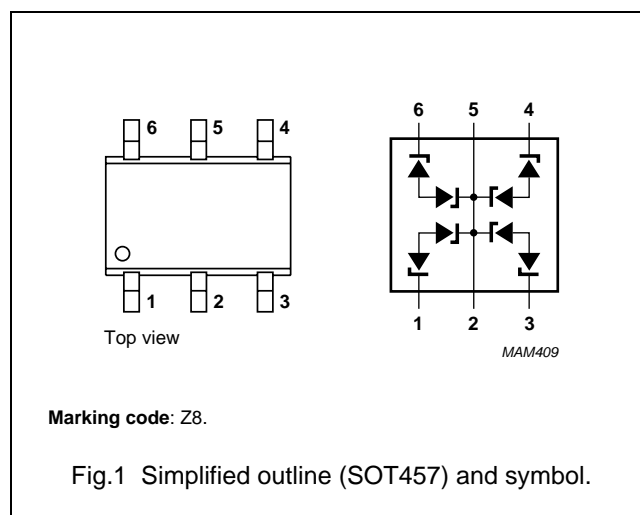 6 5 4
1 2 3
Top view
6 5 4
1 2 3
MAM409
Marking code: Z8.
Fig.1 Simplified outline (SOT457) and symbol.